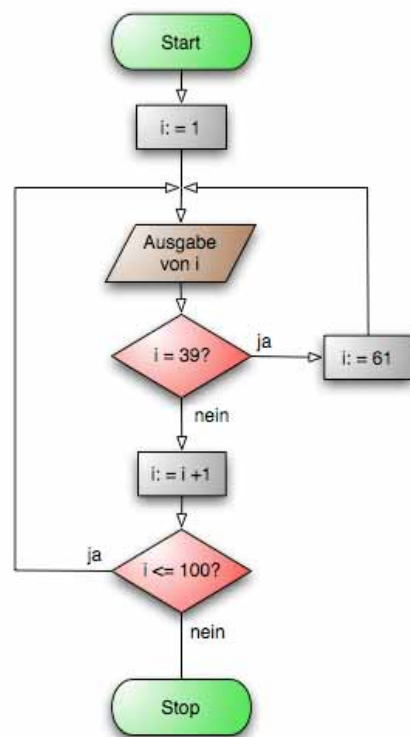 Start
i: = 1
Ausgabe
von i
i = 39?
ja
i: = 61
nein
i: = i +1
ja
i <= 100?
nein
Stop